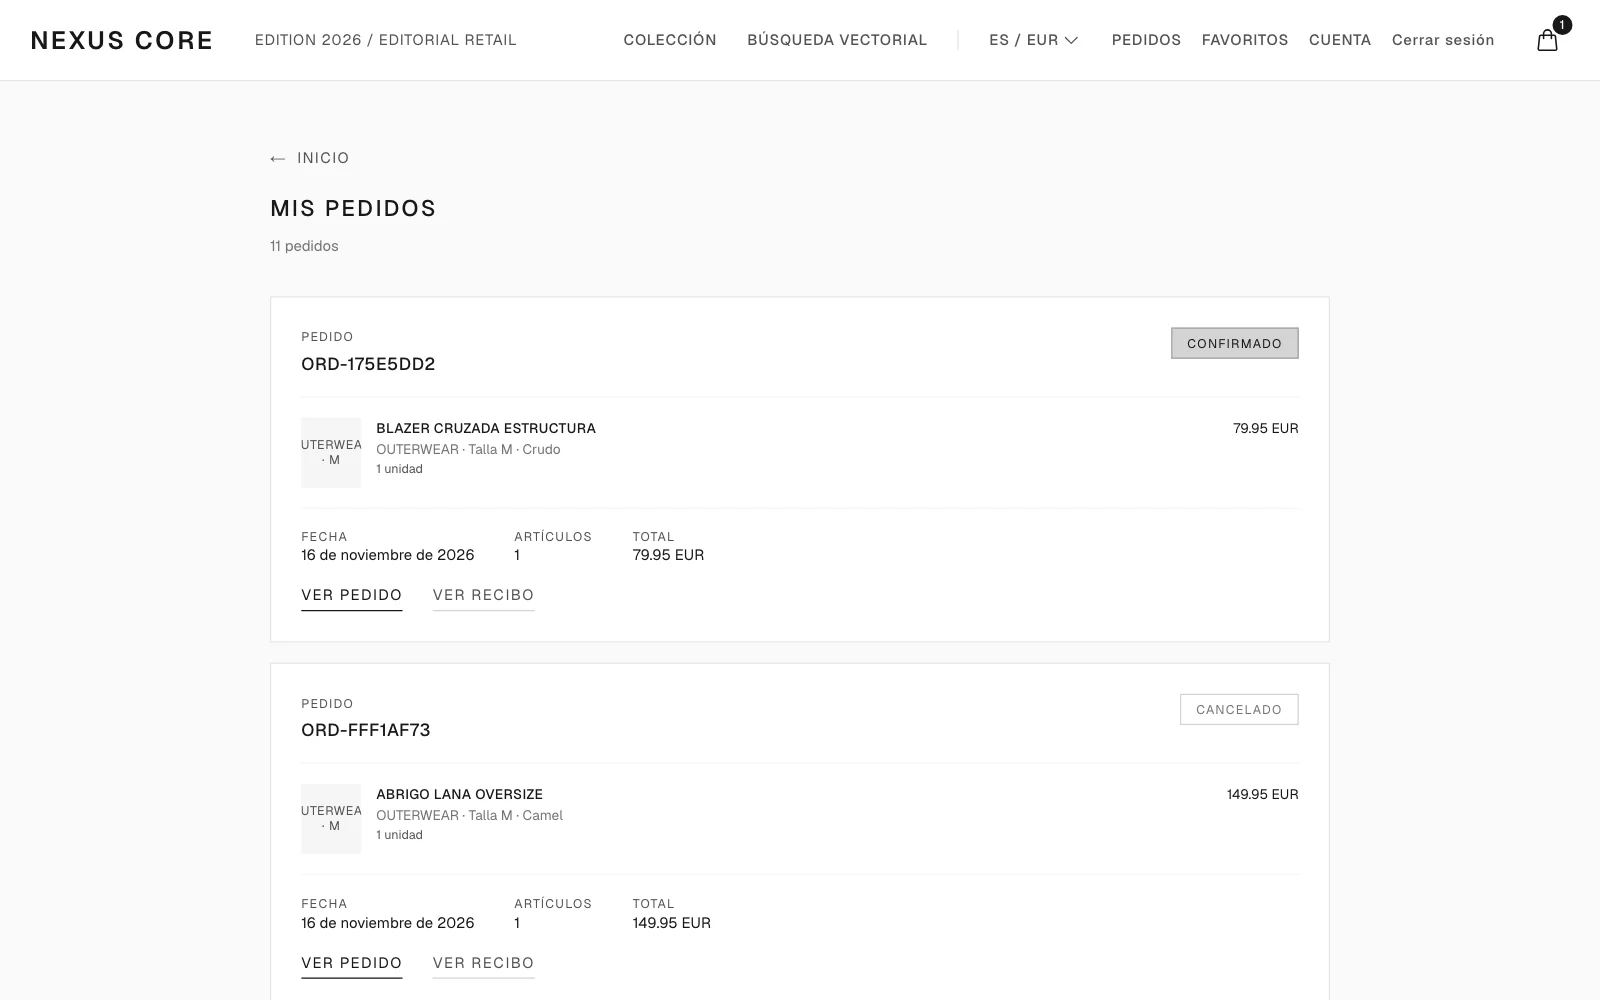 NEXUS CORE
EDITION 2026 / EDITORIAL RETAIL
COLECCIÓN
BÚSQUEDA VECTORIAL
ES / EUR
PEDIDOS
FAVORITOS
CUENTA
Cerrar sesión
1
← INICIO
MIS PEDIDOS
11 pedidos
PEDIDO
ORD-175E5DD2
CONFIRMADO
UTERWEA
· M
BLAZER CRUZADA ESTRUCTURA
OUTERWEAR · Talla M · Crudo
1 unidad
79.95 EUR
FECHA
16 de noviembre de 2026
ARTÍCULOS
1
TOTAL
79.95 EUR
VER PEDIDO
VER RECIBO
PEDIDO
ORD-FFF1AF73
CANCELADO
UTERWEA
· M
ABRIGO LANA OVERSIZE
OUTERWEAR · Talla M · Camel
1 unidad
149.95 EUR
FECHA
16 de noviembre de 2026
ARTÍCULOS
1
TOTAL
149.95 EUR
VER PEDIDO
VER RECIBO